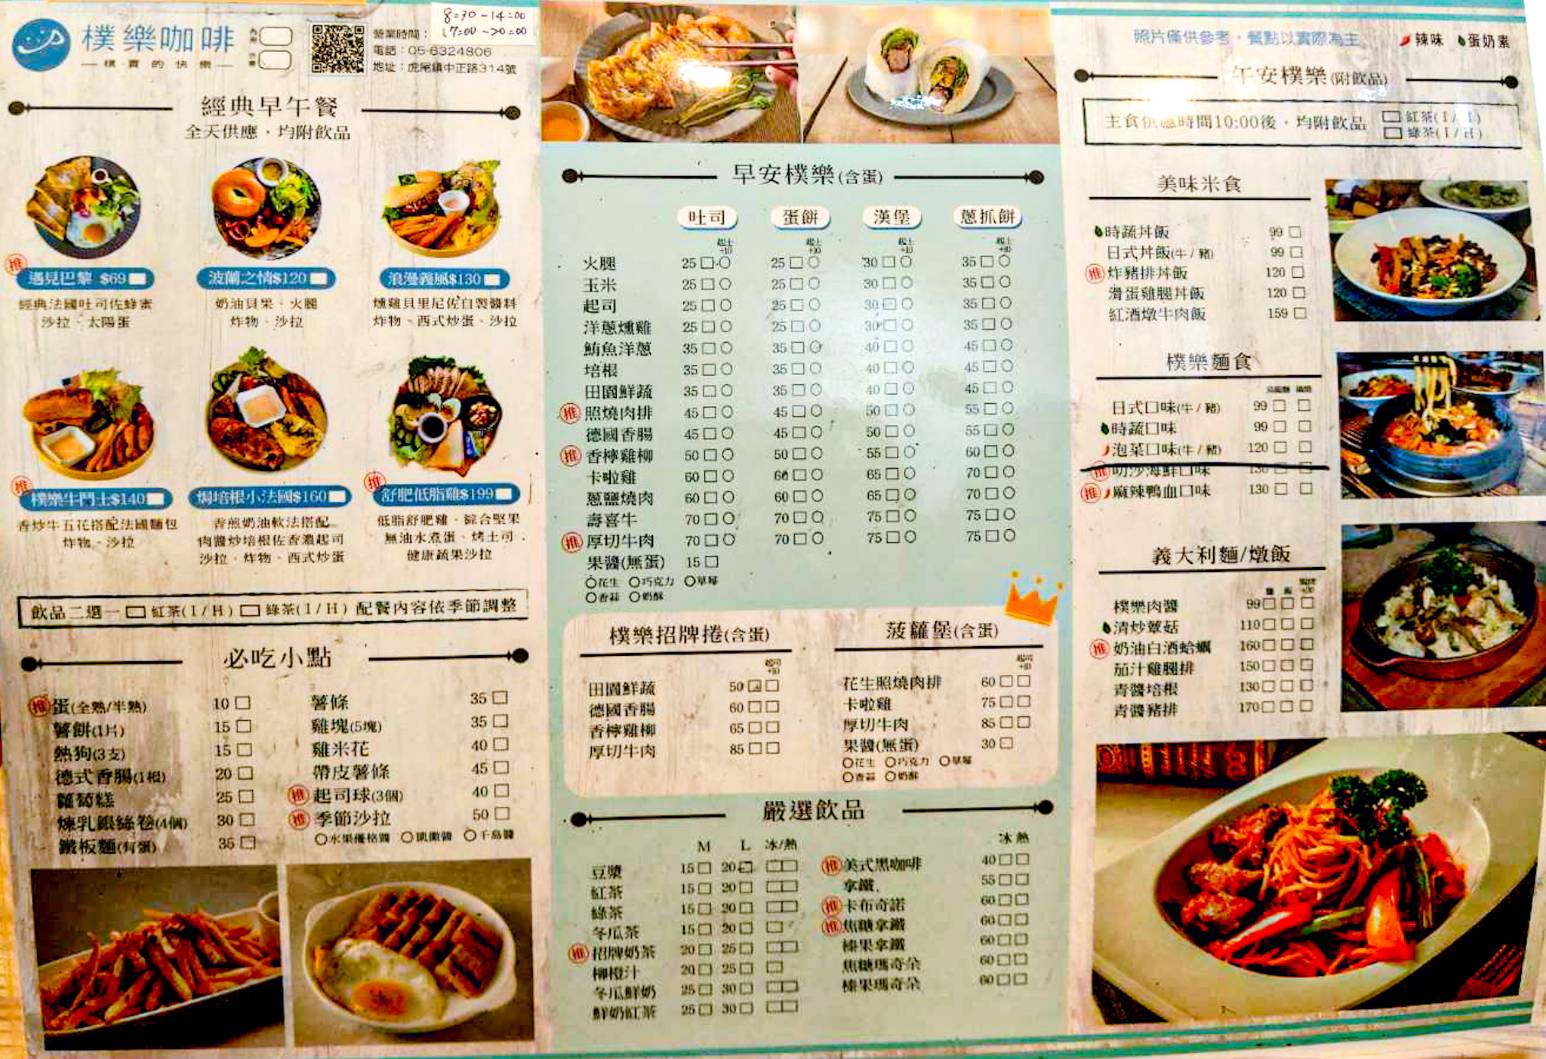 樸樂咖啡
樸實的快樂
8:30-14:00
17:00~20:00
營業時間：
電話：05-6324806
地址：虎尾鎮中正路314號
經典早午餐
全天供應，均附飲品
推 遇見巴黎 $69
經典法國吐司佐蜂蜜
沙拉、太陽蛋
波蘭之情$120
奶油貝果、火腿
炸物、沙拉
浪漫義風$130
燻雞貝里尼佐自製醬料
炸物、西式炒蛋、沙拉
推 樸樂牛鬥士$140
香炒牛五花搭配法國麵包
炸物、沙拉
焗培根小法國$160
香煎奶油軟法搭配
肉醬炒培根佐香濃起司
沙拉、炸物、西式炒蛋
推 舒肥低脂雞$199
低脂舒肥雞、綜合堅果
無油水煮蛋、烤土司、
健康蔬果沙拉
飲品二選一 □紅茶(I/H) □綠茶(I/H) 配餐內容依季節調整
必吃小點
推 蛋(全熟/半熟) 10□
薯餅(1片) 15□
熱狗(3支) 15□
德式香腸(1根) 20□
蘿蔔糕 25□
煉乳銀絲卷(4個) 30□
鐵板麵(有蛋) 35□
薯條 35□
雞塊(5塊) 35□
雞米花 40□
帶皮薯條 45□
推 起司球(3個) 40□
推 季節沙拉 50□
○水果優格醬 ○凱撒醬 ○千島醬
早安樸樂(含蛋)
吐司 蛋餅 漢堡 蔥抓餅
起士+10 起士+10 起士+10 起士+10
火腿 25□○ 25□○ 30□○ 35□○
玉米 25□○ 25□○ 30□○ 35□○
起司 25□○ 25□○ 30□○ 35□○
洋蔥燻雞 25□○ 25□○ 30□○ 35□○
鮪魚洋蔥 35□○ 35□○ 40□○ 45□○
培根 35□○ 35□○ 40□○ 45□○
田園鮮蔬 35□○ 35□○ 40□○ 45□○
推 照燒肉排 45□○ 45□○ 50□○ 55□○
德國香腸 45□○ 45□○ 50□○ 55□○
推 香檸雞柳 50□○ 50□○ 55□○ 60□○
卡啦雞 60□○ 60□○ 65□○ 70□○
蔥鹽燒肉 60□○ 60□○ 65□○ 70□○
壽喜牛 70□○ 70□○ 75□○ 75□○
推 厚切牛肉 70□○ 70□○ 75□○ 75□○
果醬(無蛋) 15□
○花生 ○巧克力 ○草莓
○香蒜 ○奶酥
樸樂招牌捲(含蛋)
起司+10
田園鮮蔬 50□□
德國香腸 60□□
香檸雞柳 65□□
厚切牛肉 85□□
菠蘿堡(含蛋)
起司+10
花生照燒肉排 60□□
卡啦雞 75□□
厚切牛肉 85□□
果醬(無蛋) 30□
○花生 ○巧克力 ○草莓
○香蒜 ○奶酥
嚴選飲品
M L 冰/熱
豆漿 15□ 20□ □□
紅茶 15□ 20□ □□
綠茶 15□ 20□ □□
冬瓜茶 15□ 20□
推 招牌奶茶 20□ 25□ □□
柳橙汁 20□ 25□ □
冬瓜鮮奶 25□ 30□ □□
鮮奶紅茶 25□ 30□ □□
冰 熱
推 美式黑咖啡 40□□
拿鐵 55□□
推 卡布奇諾 60□□
推 焦糖拿鐵 60□□
榛果拿鐵 60□□
焦糖瑪奇朵 60□□
榛果瑪奇朵 60□□
照片僅供參考，餐點以實際為主 辣味 蛋奶素
午安樸樂(附飲品)
主食供應時間10:00後，均附飲品
□紅茶(I/H)
□綠茶(I/H)
美味米食
時蔬丼飯 99□
日式丼飯(牛/豬) 99□
推 炸豬排丼飯 120□
滑蛋雞腿丼飯 120□
紅酒燉牛肉飯 159□
樸樂麵食
烏龍麵 鍋燒
日式口味(牛/豬) 99□□
時蔬口味 99□□
泡菜口味(牛/豬) 120□□
推 叻沙海鮮口味 130□□
推 麻辣鴨血口味 130□□
義大利麵/燉飯
麵 飯
樸樂肉醬 99□□□
清炒蕈菇 110□□□
推 奶油白酒蛤蠣 160□□□
茄汁雞腿排 150□□□
青醬培根 130□□□
青醬豬排 170□□□